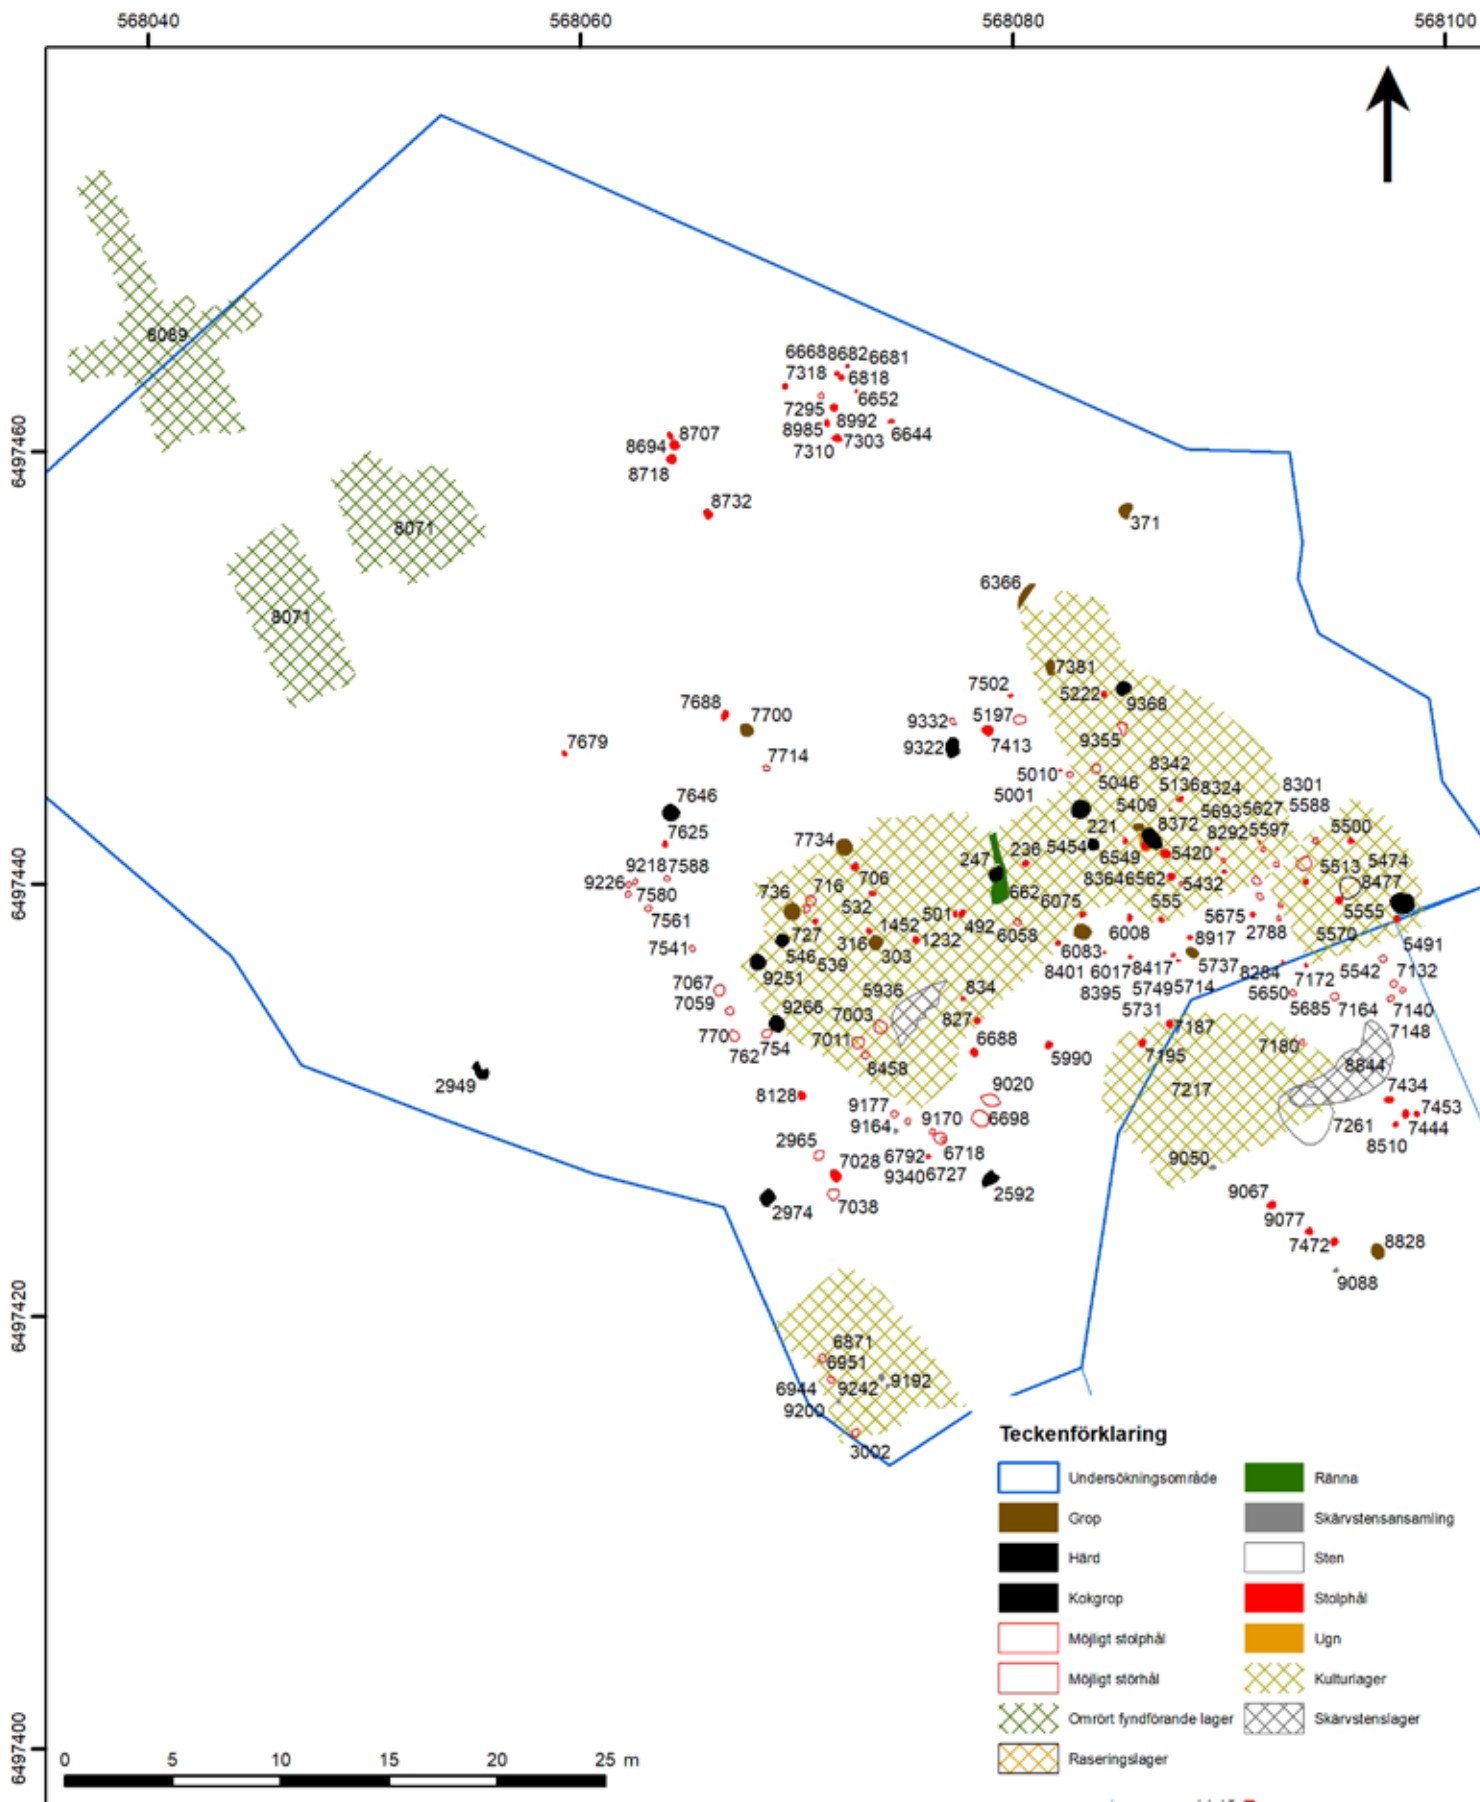 568040 568060 568080 568100
6497460
6497440
6497420
6497400
8089
8071
8071
6668 8682 6681
7318 6818
6652
7295 8992
8985 7303 6644
7310
8707
8694
8718
8732
371
6366
7381
7502 5222 9368
7688 7700 9332 5197
7679 9322 7413 9355
7714
5010 5046 8342
5136 8324 8301
7646 5001 5409 5693 5627 5588
7625 221 8372 8292 5597 5500
7734 236 5454 6549 5420 5513 5474
9218 7588 247 8364 6562 5432 8477
9226 706
7580 736 716 662 6075 555 5675 5555
7561 532 501 492 6058 6008 2788 5570
1452 1232 5491
727 316 303 6083 8917
7541 546 539 8401 6017 8417 5737 8284 7172 5542 7132
9251
7067 5936 834 8395 5749 5714 5650 5685 7164 7140
7059 9266 7003 827 5731 7187 7148
770 762 754 7011 6688 5990 7195 7180
8458 8844
2949 7217
8128 9020 7434
9177 9170 6698 7261 7453
9164 7444
2965 6718 8510
7028 6792 6727 9050
9340
2974 7038 2592 9067
9077
7472 8828
9088
6871
6951
6944 9242 9192
9200
3002
Teckenförklaring
Undersökningsområde Ränna
Grop Skärvstensansamling
Härd Sten
Kokgrop Stolphål
Möjligt stolphål Ugn
Möjligt störhål Kulturlager
Omrört fyndförande lager Skärvstenslager
Raseringslager
0 5 10 15 20 25 m